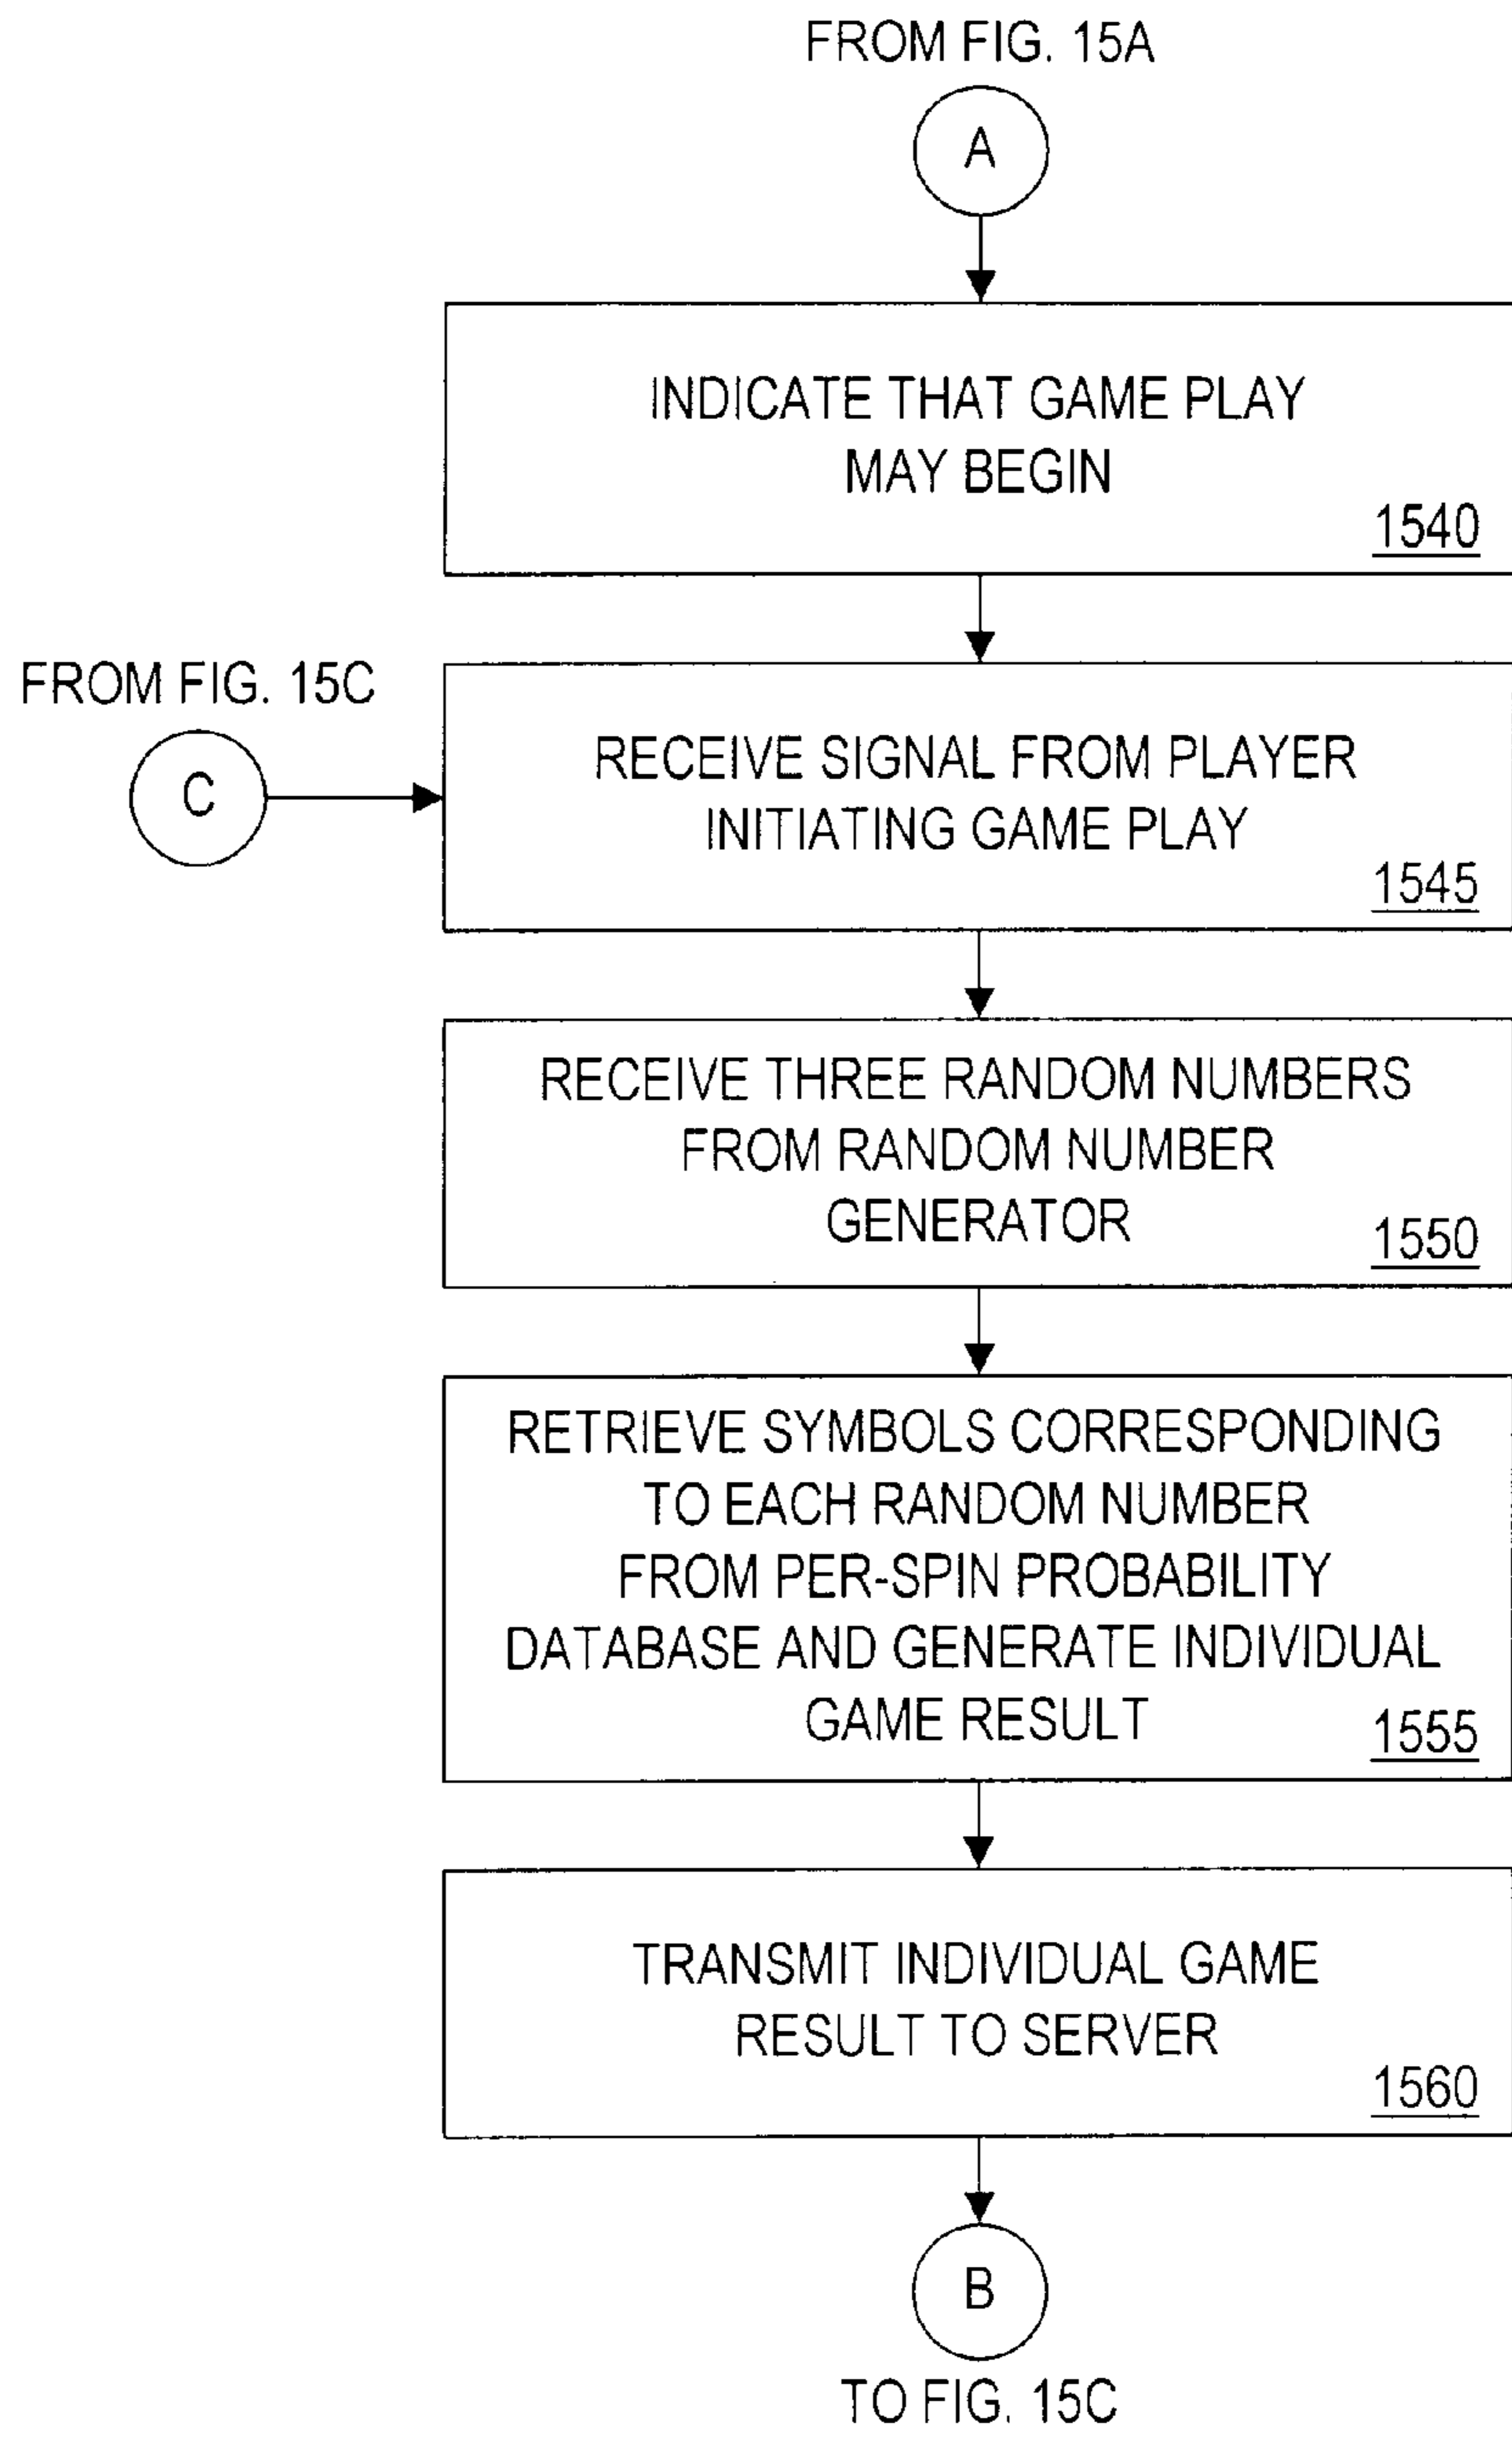 FROM FIG. 15A
A
INDICATE THAT GAME PLAY
MAY BEGIN
1540
FROM FIG. 15C
C
RECEIVE SIGNAL FROM PLAYER
INITIATING GAME PLAY
1545
RECEIVE THREE RANDOM NUMBERS
FROM RANDOM NUMBER
GENERATOR
1550
RETRIEVE SYMBOLS CORRESPONDING
TO EACH RANDOM NUMBER
FROM PER-SPIN PROBABILITY
DATABASE AND GENERATE INDIVIDUAL
GAME RESULT
1555
TRANSMIT INDIVIDUAL GAME
RESULT TO SERVER
1560
B
TO FIG. 15C